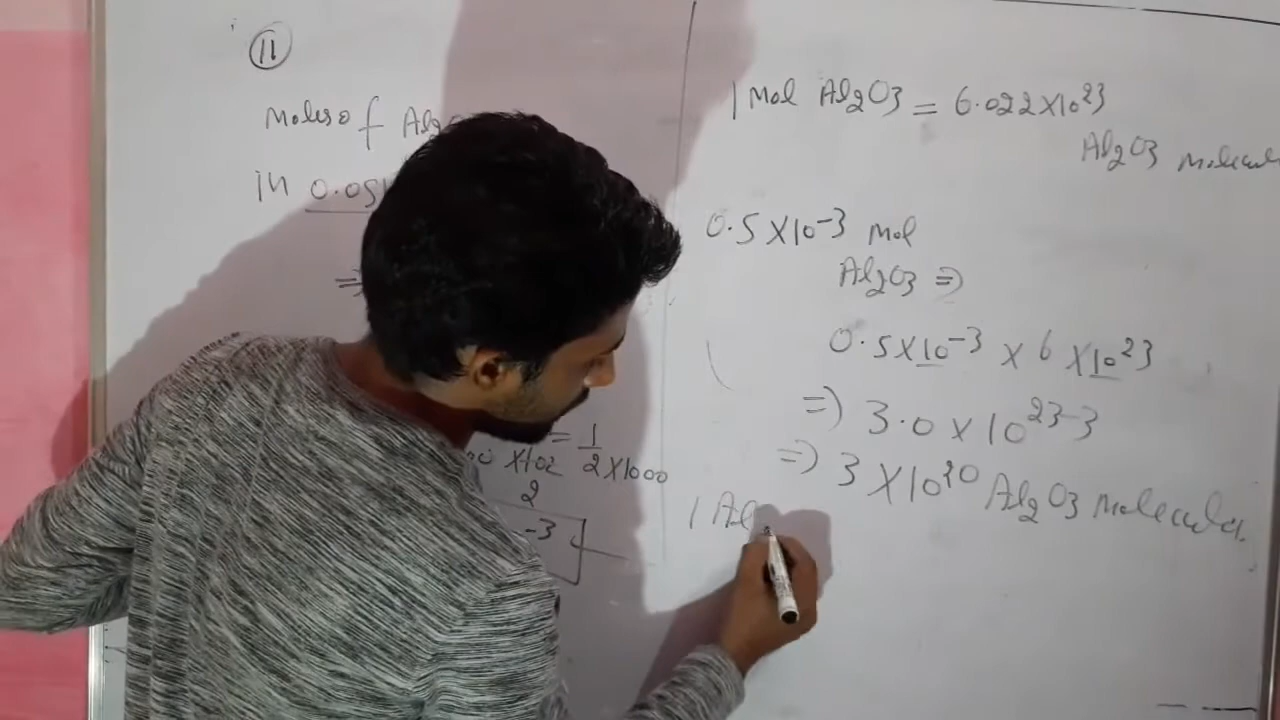 11
Moles of Al2O
in 0.051
=)
= 1/2 × 1000
×102
2
-3
1 Mol Al2O3 = 6.022×10^23
Al2O3 Molecul
0.5×10^-3 mol
Al2O3 =)
0.5×10^-3 × 6 × 10^23
=) 3.0 × 10^23-3
=) 3 × 10^20 Al2O3 Molecules.
1 Al